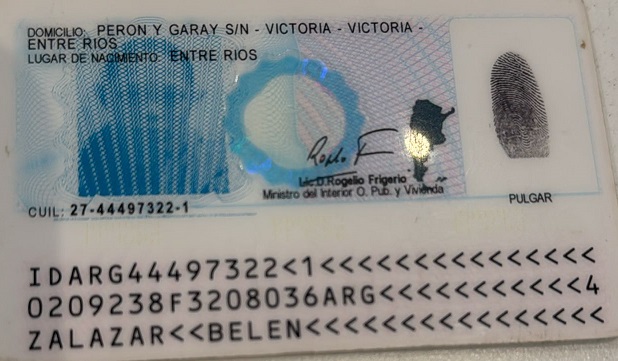 DOMICILIO: PERON Y GARAY S/N - VICTORIA - VICTORIA -
ENTRE RIOS
LUGAR DE NACIMIENTO: ENTRE RIOS
Lic.D.Rogelio Frigerio
Ministro del Interior O. Pub. y Vivienda
PULGAR
CUIL: 27-44497322-1
IDARG44497322<1<<<<<<<<<<<<<<<
0209238F3208036ARG<<<<<<<<<<<4
ZALAZAR<<BELEN<<<<<<<<<<<<<<<<